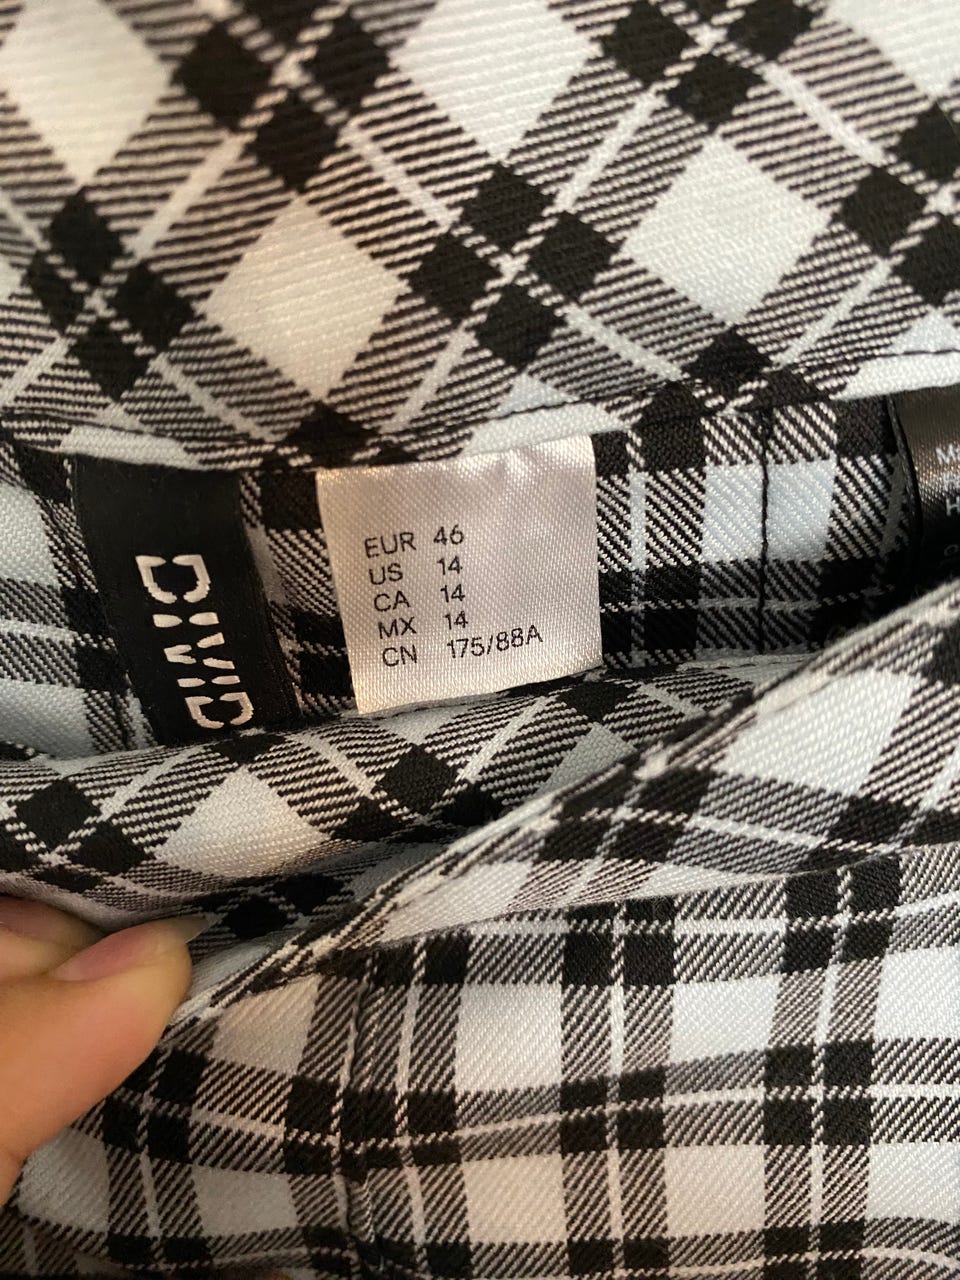 DIVIDED
EUR 46
US 14
CA 14
MX 14
CN 175/88A
M
H